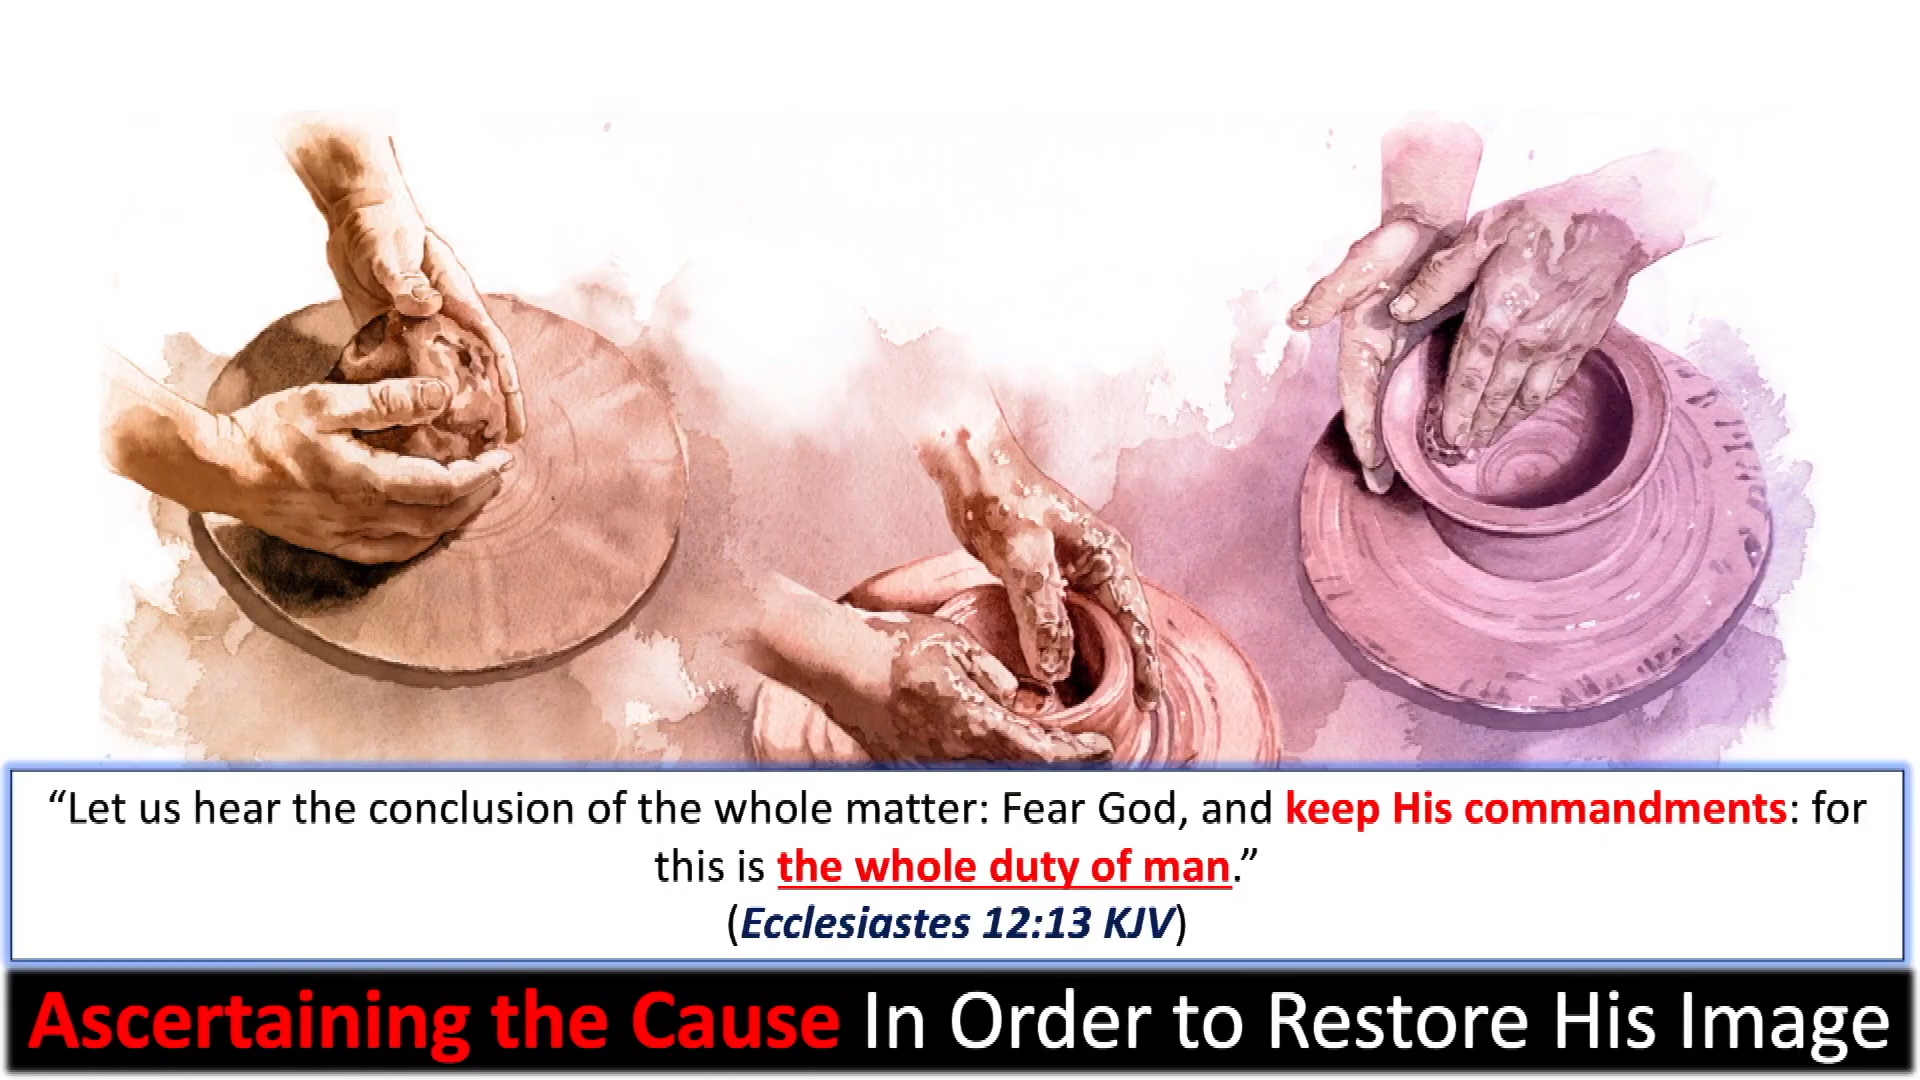 “Let us hear the conclusion of the whole matter: Fear God, and keep His commandments: for
this is the whole duty of man.”
(Ecclesiastes 12:13 KJV)
Ascertaining the Cause In Order to Restore His Image